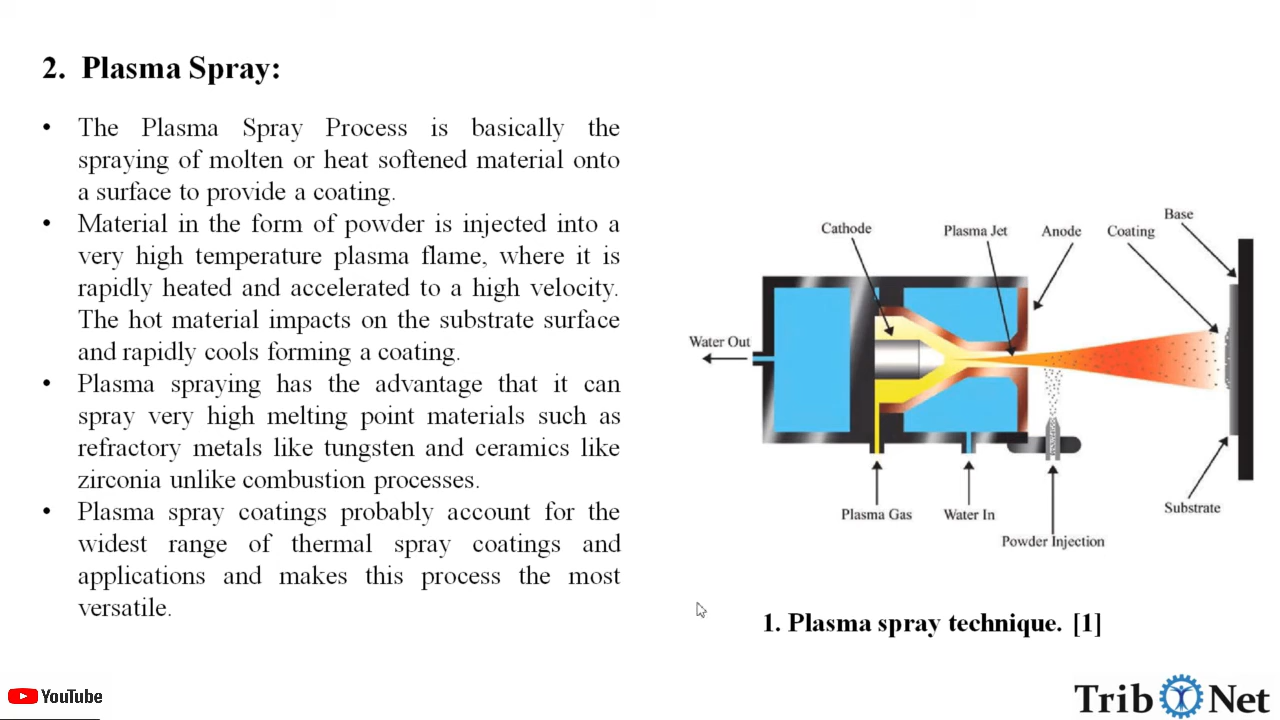 2. Plasma Spray:
• The Plasma Spray Process is basically the
spraying of molten or heat softened material onto
a surface to provide a coating.
• Material in the form of powder is injected into a
very high temperature plasma flame, where it is
rapidly heated and accelerated to a high velocity.
The hot material impacts on the substrate surface
and rapidly cools forming a coating.
• Plasma spraying has the advantage that it can
spray very high melting point materials such as
refractory metals like tungsten and ceramics like
zirconia unlike combustion processes.
• Plasma spray coatings probably account for the
widest range of thermal spray coatings and
applications and makes this process the most
versatile.
Base
Cathode
Plasma Jet
Anode
Coating
Water Out
Plasma Gas
Water In
Substrate
Powder Injection
1. Plasma spray technique. [1]
YouTube
Trib Net